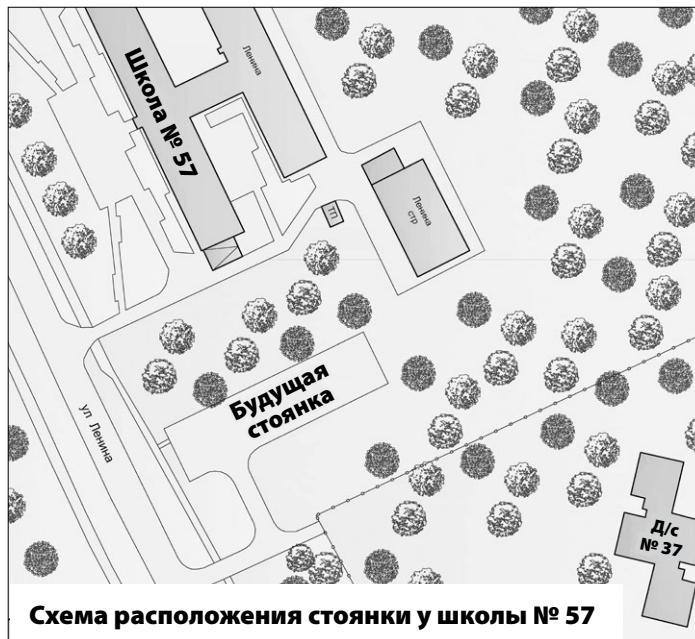 Школа № 57
Ленина
ТП
Ленина
стр
Будущая
стоянка
ул Ленина
Д/с
№ 37
Схема расположения стоянки у школы № 57